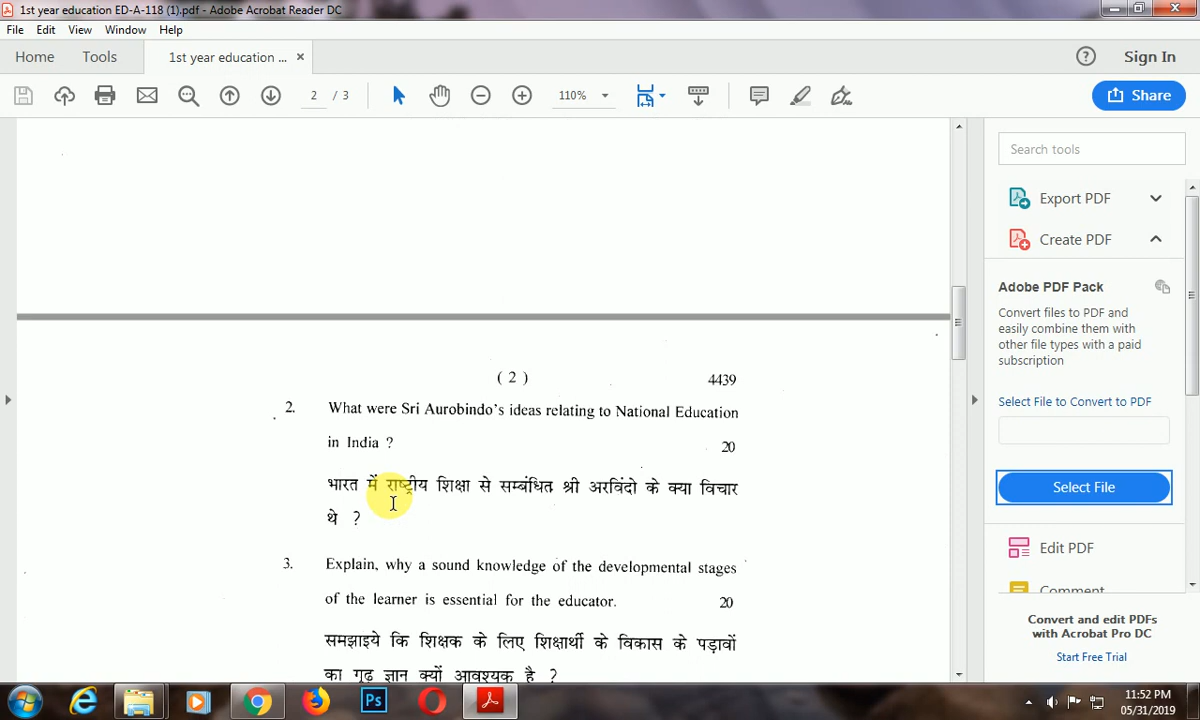 1st year education ED-A-118 (1).pdf - Adobe Acrobat Reader DC
File Edit View Window Help
Home Tools 1st year education ... × Sign In
2 / 3 110% Share
Search tools
Export PDF
Create PDF
Adobe PDF Pack
Convert files to PDF and
easily combine them with
other file types with a paid
subscription
Select File to Convert to PDF
Select File
Edit PDF
Comment
Convert and edit PDFs
with Acrobat Pro DC
Start Free Trial
( 2 ) 4439
2. What were Sri Aurobindo's ideas relating to National Education
in India ? 20
भारत में राष्ट्रीय शिक्षा से सम्बंधित श्री अरविंदो के क्या विचार
थे ?
3. Explain, why a sound knowledge of the developmental stages
of the learner is essential for the educator. 20
समझाइये कि शिक्षक के लिए शिक्षार्थी के विकास के पड़ावों
का गूढ ज्ञान क्यों आवश्यक है ?
Ps
11:52 PM
05/31/2019